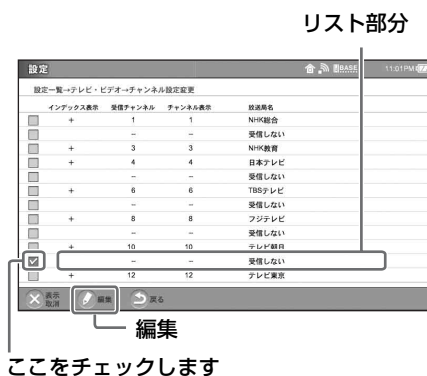 リスト部分
設定 BASE 11:01PM
設定一覧→テレビ・ビデオ→チャンネル設定変更
インデックス表示 受信チャンネル チャンネル表示 放送局名
+ 1 1 NHK総合
– – 受信しない
+ 3 3 NHK教育
+ 4 4 日本テレビ
– – 受信しない
+ 6 6 TBSテレビ
– – 受信しない
+ 8 8 フジテレビ
– – 受信しない
+ 10 10 テレビ朝日
– – 受信しない
+ 12 12 テレビ東京
表示取消 編集 戻る
編集
ここをチェックします